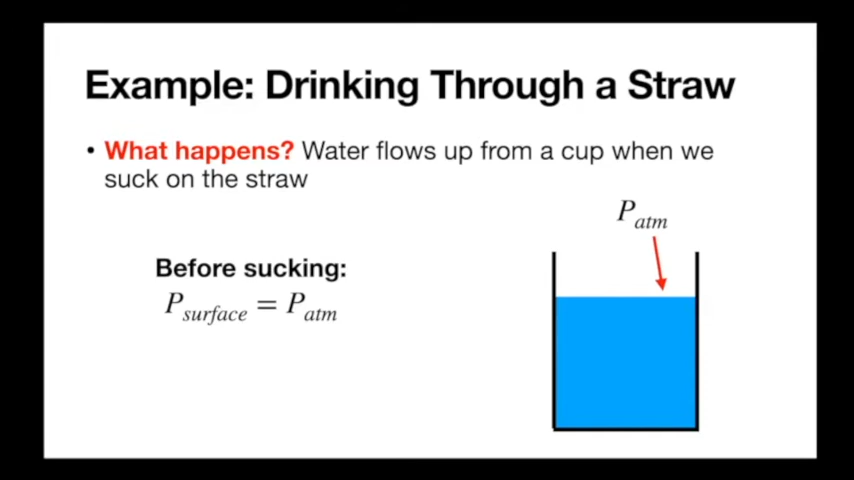 Example: Drinking Through a Straw
• What happens? Water flows up from a cup when we
suck on the straw
P_atm
Before sucking:
P_surface = P_atm